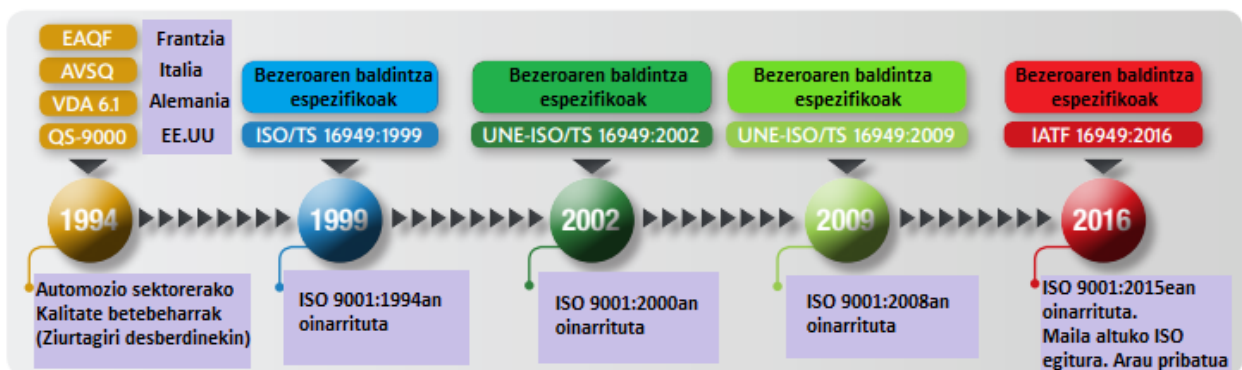 EAQF Frantzia
AVSQ Italia
VDA 6.1 Alemania
QS-9000 EE.UU
Bezeroaren baldintza
espezifikoak
ISO/TS 16949:1999
Bezeroaren baldintza
espezifikoak
UNE-ISO/TS 16949:2002
Bezeroaren baldintza
espezifikoak
UNE-ISO/TS 16949:2009
Bezeroaren baldintza
espezifikoak
IATF 16949:2016
1994
1999
2002
2009
2016
Automozio sektorerako
Kalitate betebeharrak
(Ziurtagiri desberdinekin)
ISO 9001:1994an
oinarrituta
ISO 9001:2000an
oinarrituta
ISO 9001:2008an
oinarrituta
ISO 9001:2015ean
oinarrituta.
Maila altuko ISO
egitura. Arau pribatua